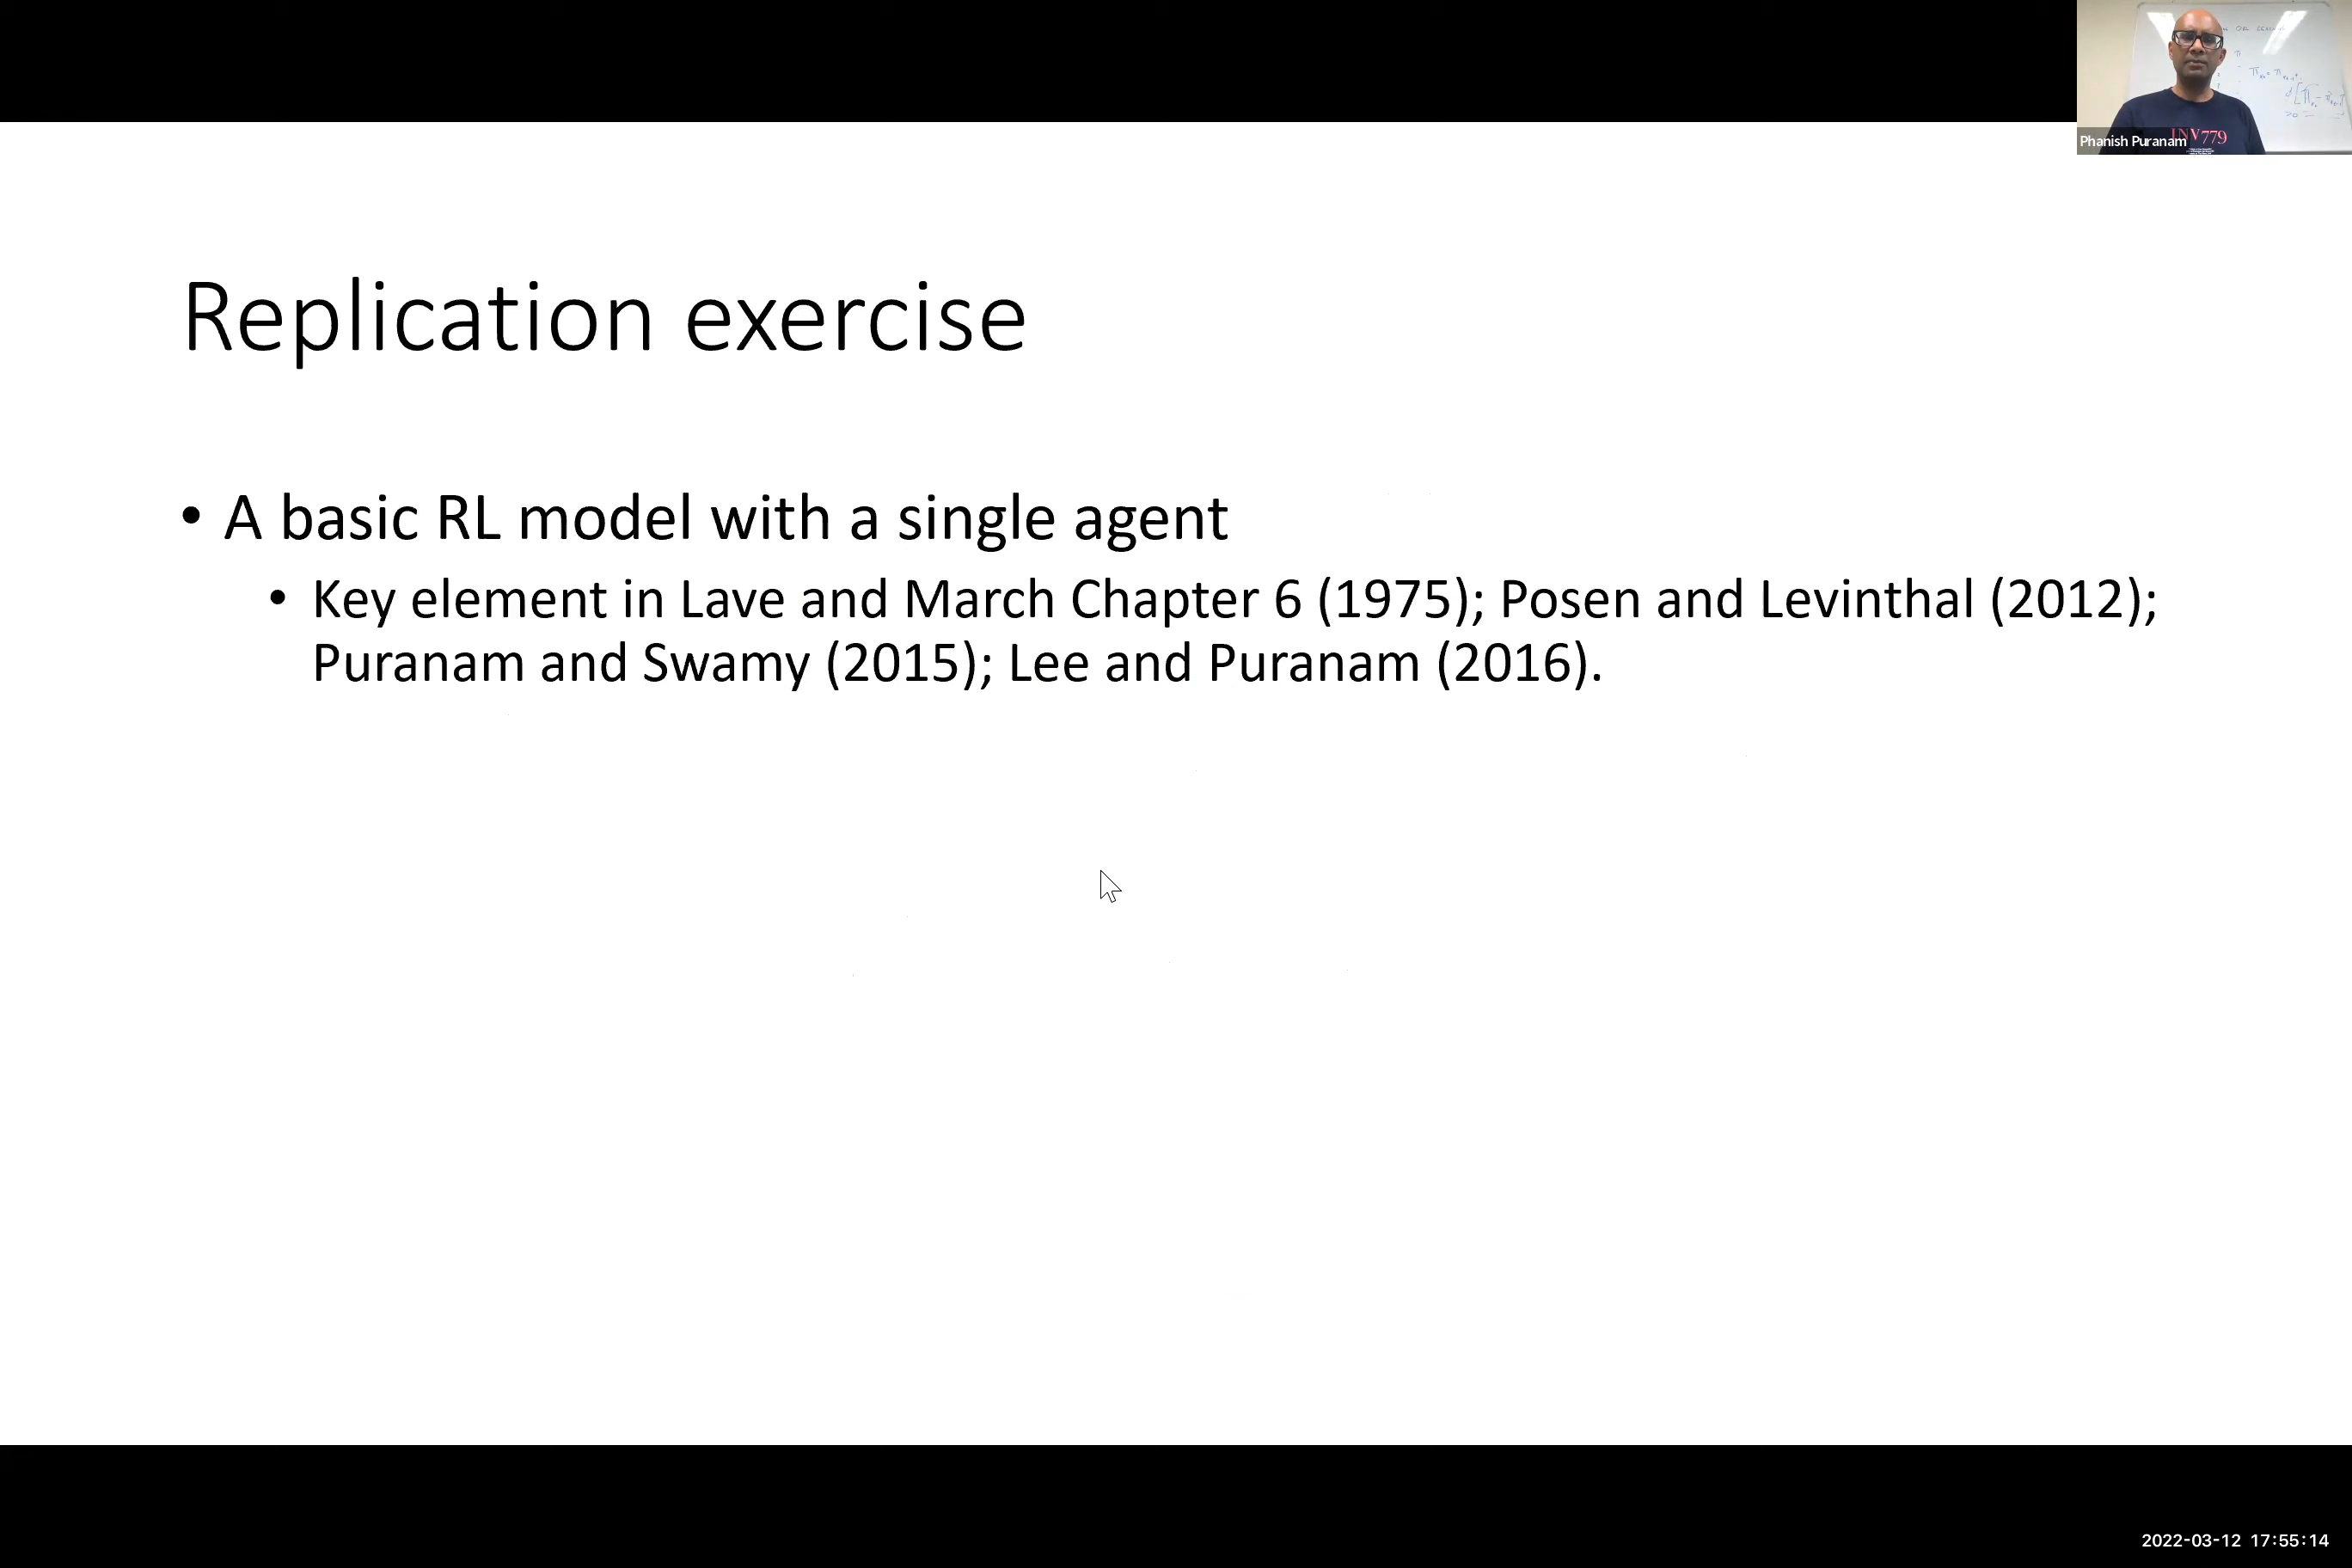 Phanish Puranam
INV779
Replication exercise
• A basic RL model with a single agent
• Key element in Lave and March Chapter 6 (1975); Posen and Levinthal (2012);
Puranam and Swamy (2015); Lee and Puranam (2016).
2022-03-12 17:55:14